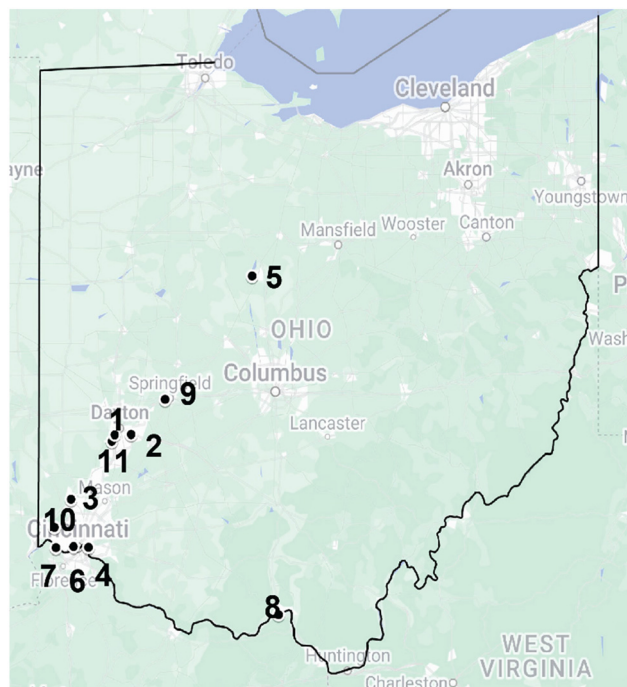 Toledo
Cleveland
ayne
Akron
Youngstown
Mansfield
Wooster
Canton
5
P
OHIO
Wash
Columbus
Springfield
9
Dayton
1
Lancaster
2
11
Mason
3
10
Cincinnati
7
6
4
Florence
8
WEST
VIRGINIA
Huntington
Charleston